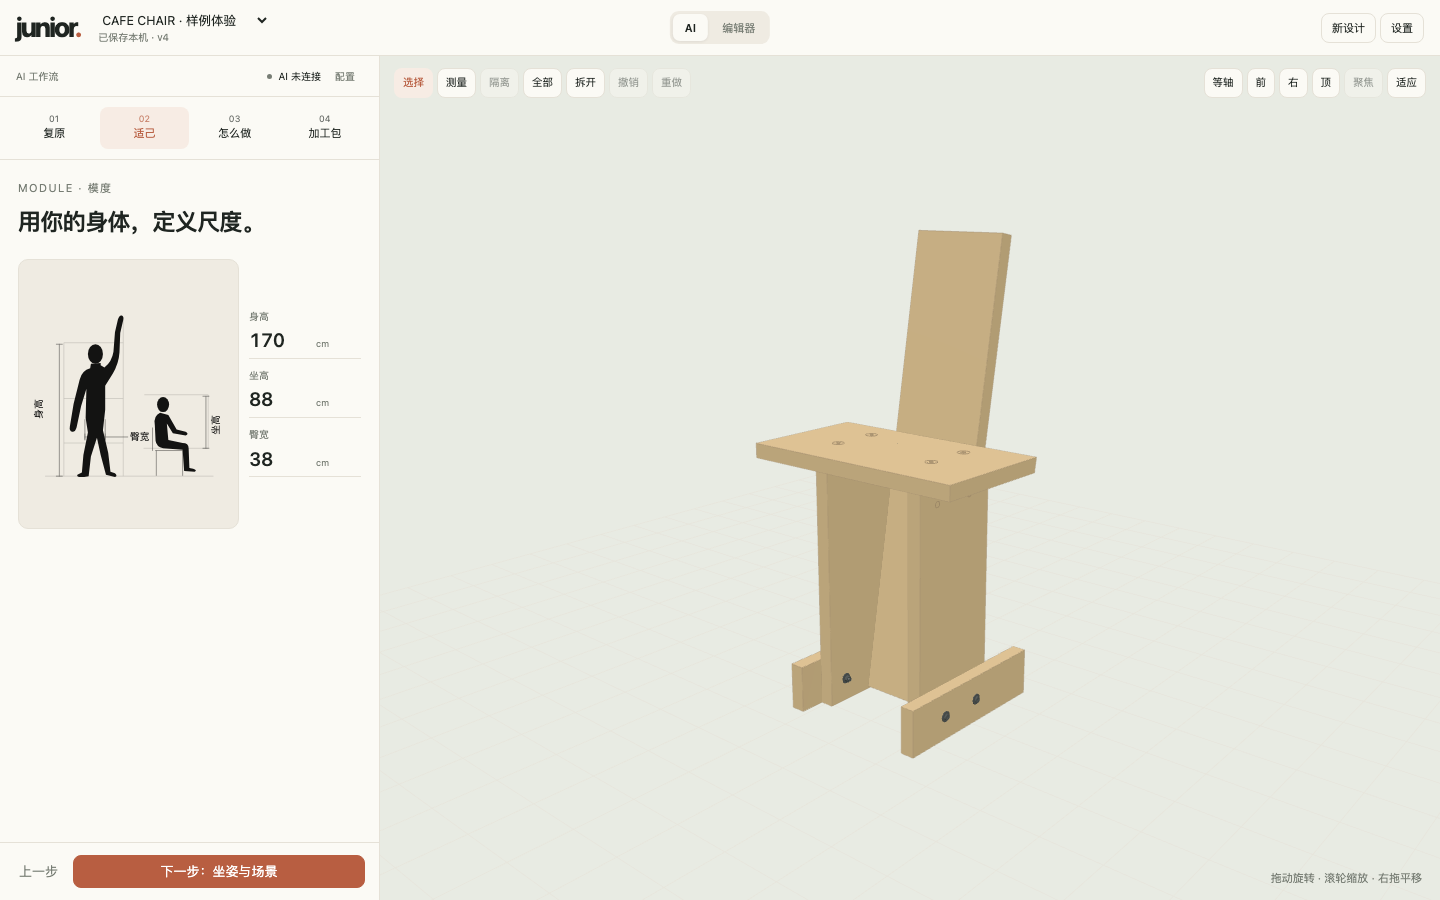 junior.
CAFE CHAIR · 样例体验
已保存本机 · v4
AI
编辑器
新设计
设置
AI 工作流
AI 未连接
配置
01
复原
02
适己
03
怎么做
04
加工包
选择
测量
隔离
全部
拆开
撤销
重做
等轴
前
右
顶
聚焦
适应
MODULE · 模度
用你的身体，定义尺度。
身高
臀宽
坐高
身高
170 cm
坐高
88 cm
臀宽
38 cm
上一步
下一步：坐姿与场景
拖动旋转 · 滚轮缩放 · 右拖平移